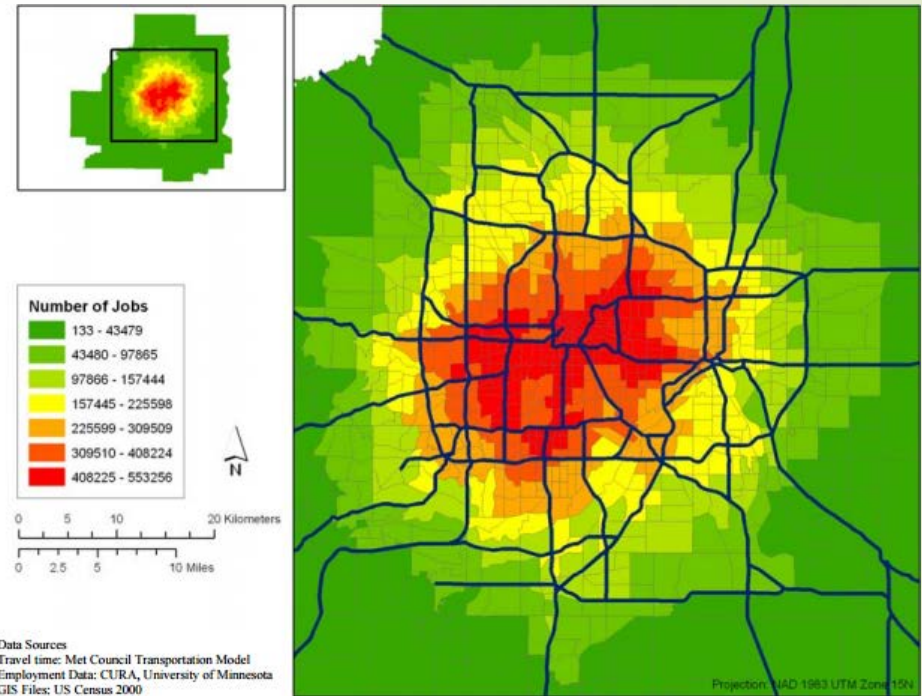 Number of Jobs
133 - 43479
43480 - 97865
97866 - 157444
157445 - 225598
225599 - 309509
309510 - 408224
408225 - 553256
N
0 5 10 20 Kilometers
0 2.5 5 10 Miles
Data Sources
Travel time: Met Council Transportation Model
Employment Data: CURA, University of Minnesota
GIS Files: US Census 2000
Projection: NAD 1983 UTM Zone 15N